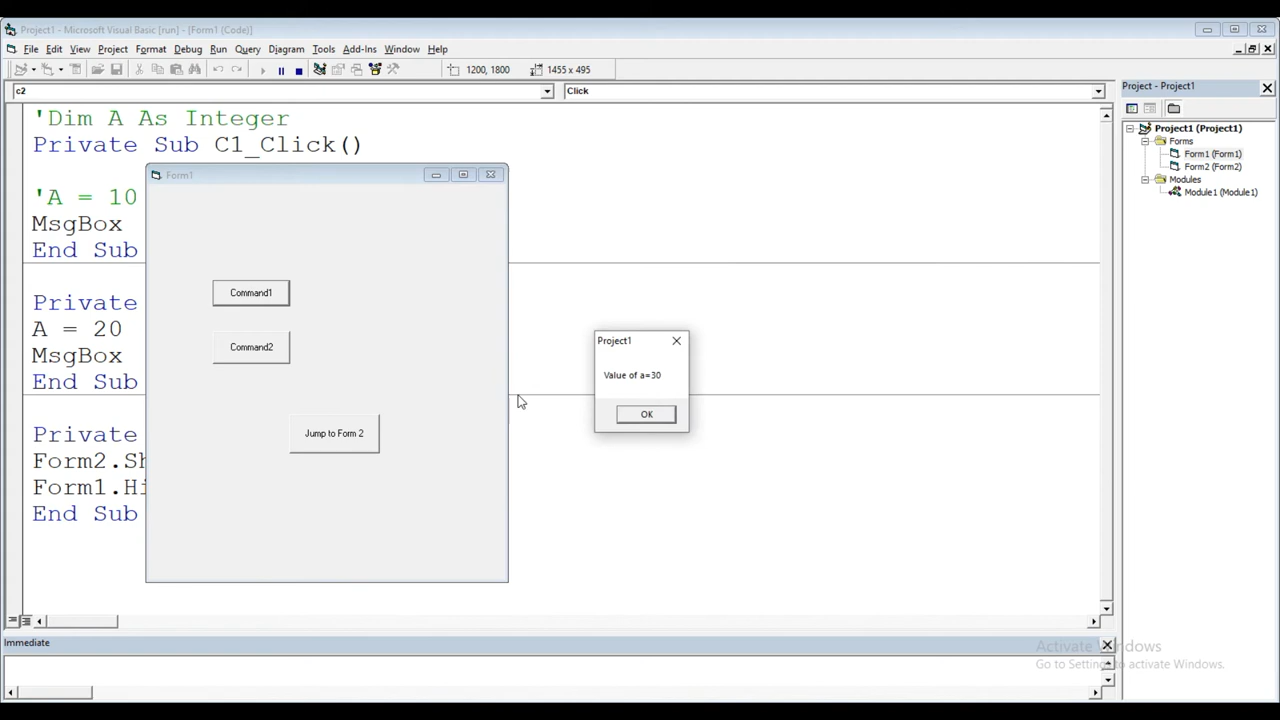 Project1 - Microsoft Visual Basic [run] - [Form1 (Code)]
File Edit View Project Format Debug Run Query Diagram Tools Add-Ins Window Help
1200, 1800 1455 x 495
c2 Click
Project - Project1
'Dim A As Integer
Private Sub C1_Click()
'A = 10
MsgBox
End Sub
Private
A = 20
MsgBox
End Sub
Private
Form2.Sh
Form1.Hi
End Sub
Form1
Command1
Command2
Jump to Form 2
Project1
Value of a=30
OK
Project1 (Project1)
Forms
Form1 (Form1)
Form2 (Form2)
Modules
Module1 (Module1)
Immediate
Activate Windows
Go to Settings to activate Windows.